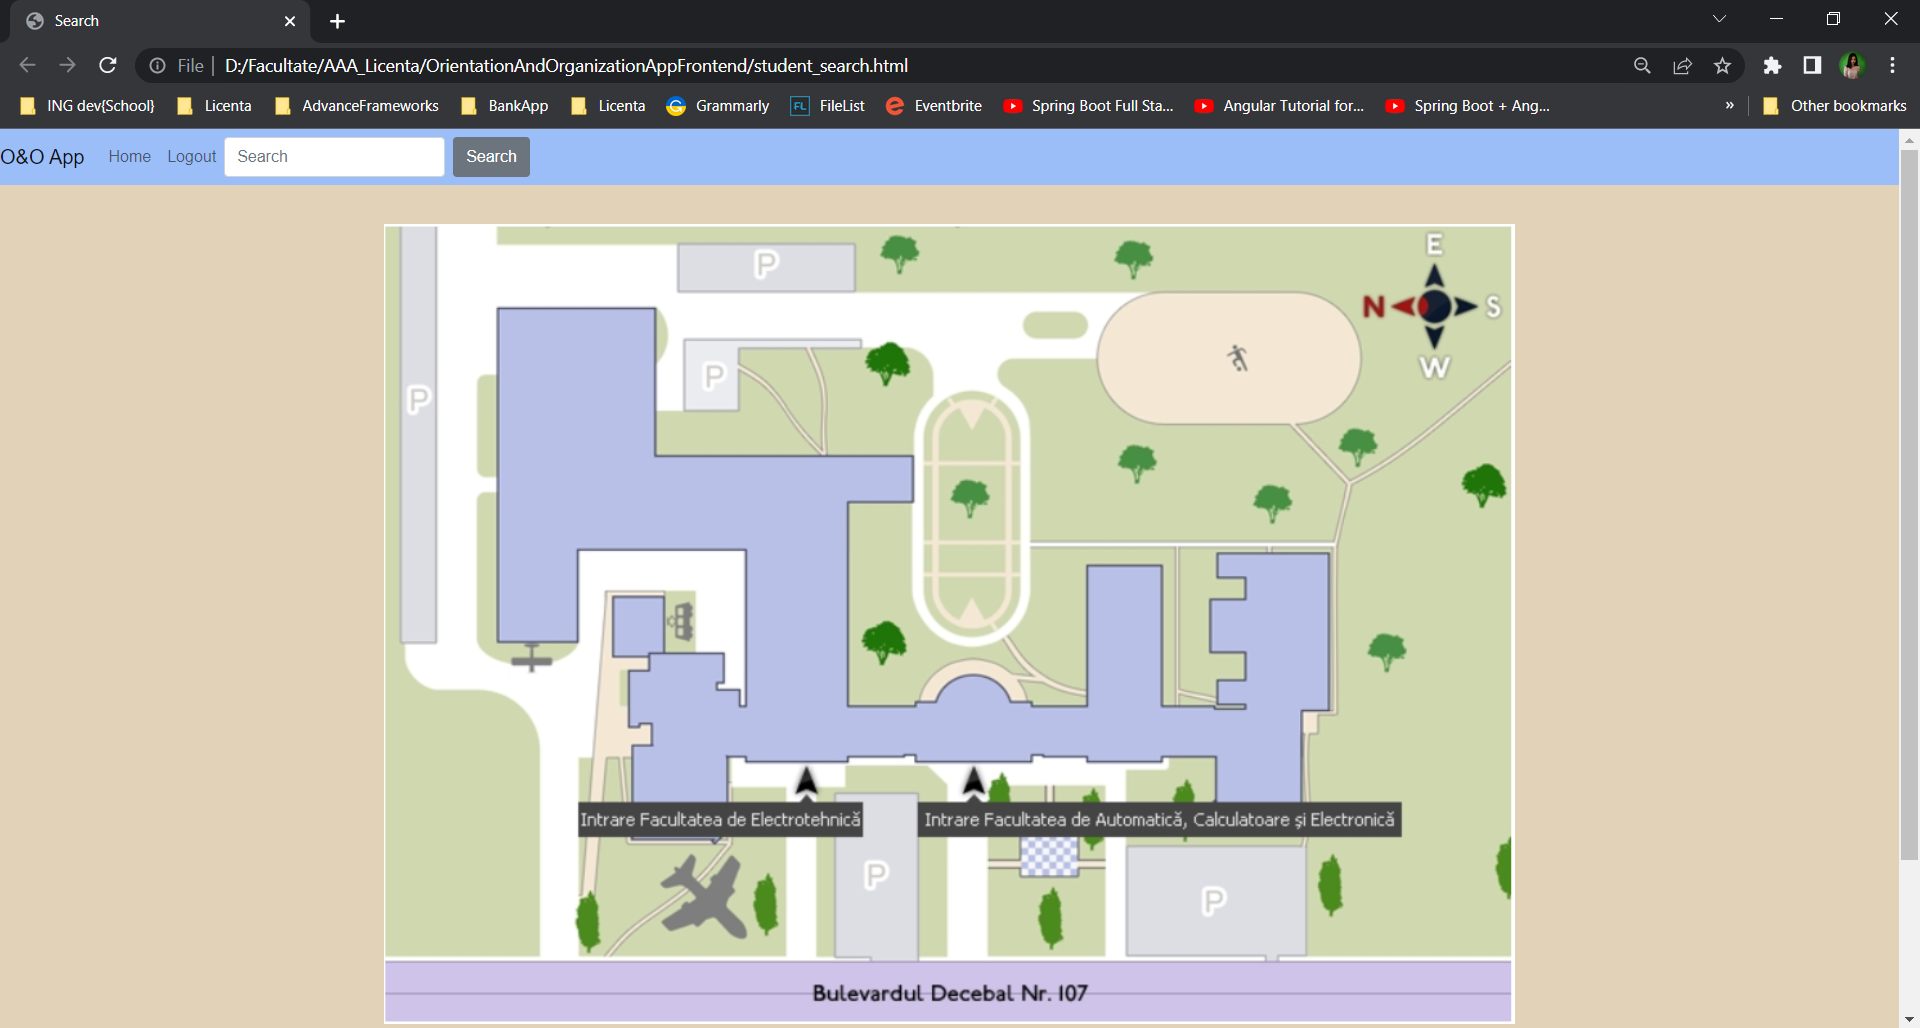 Search
File D:/Facultate/AAA_Licenta/OrientationAndOrganizationAppFrontend/student_search.html
ING dev{School} Licenta AdvanceFrameworks BankApp Licenta Grammarly FL FileList Eventbrite Spring Boot Full Sta... Angular Tutorial for... Spring Boot + Ang... » Other bookmarks
O&O App Home Logout Search Search
E
P
N S
P
W
P
Intrare Facultatea de Electrotehnică Intrare Facultatea de Automatică, Calculatoare și Electronică
P
P
Bulevardul Decebal Nr. 107